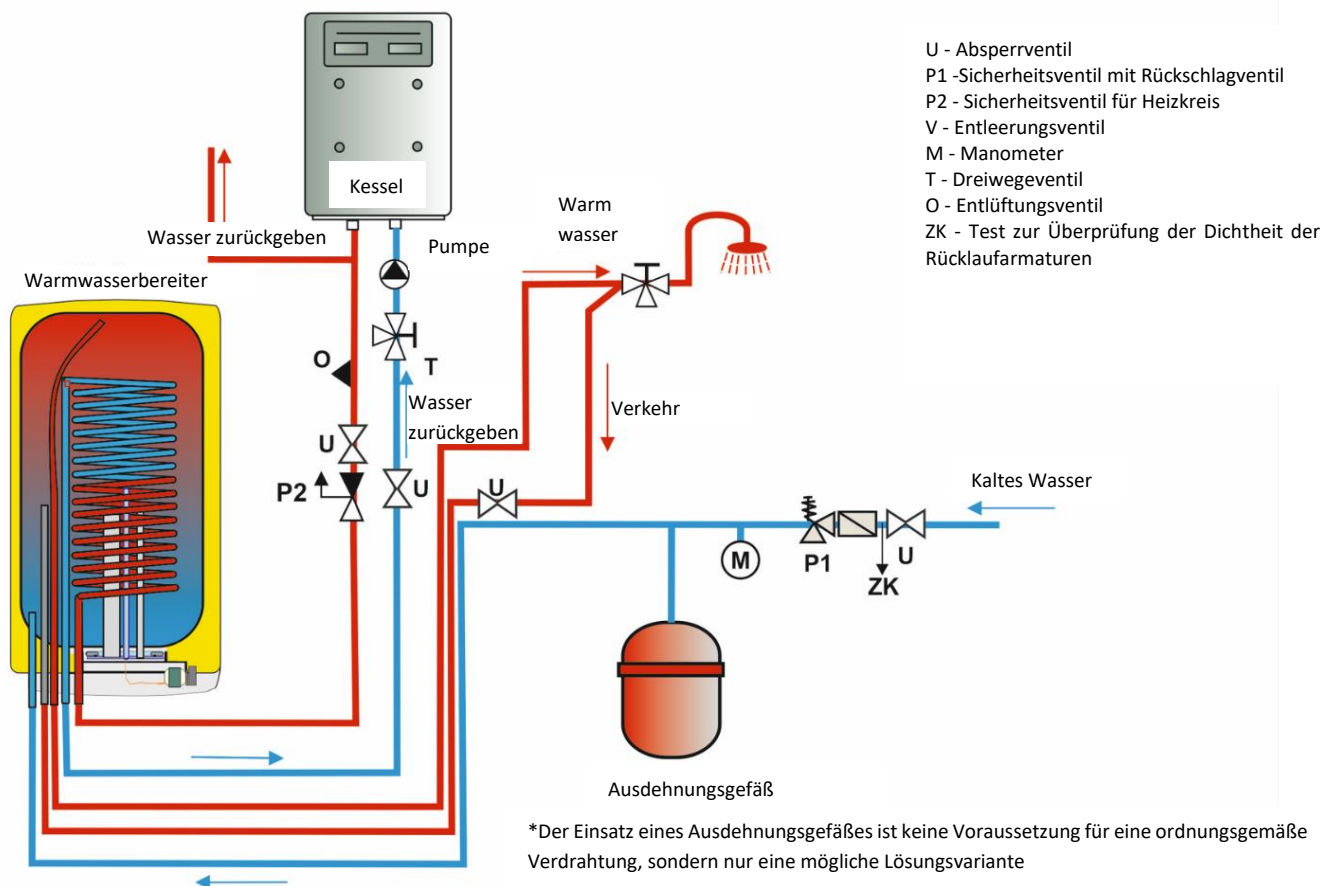 U - Absperrventil
P1 -Sicherheitsventil mit Rückschlagventil
P2 - Sicherheitsventil für Heizkreis
V - Entleerungsventil
M - Manometer
T - Dreiwegeventil
O - Entlüftungsventil
ZK - Test zur Überprüfung der Dichtheit der
Rücklaufarmaturen
Kessel
Wasser zurückgeben
Pumpe
Warm
wasser
Warmwasserbereiter
O
T
Wasser
zurückgeben
Verkehr
U
P2
U
U
Kaltes Wasser
M
P1
U
ZK
Ausdehnungsgefäß
*Der Einsatz eines Ausdehnungsgefäßes ist keine Voraussetzung für eine ordnungsgemäße
Verdrahtung, sondern nur eine mögliche Lösungsvariante